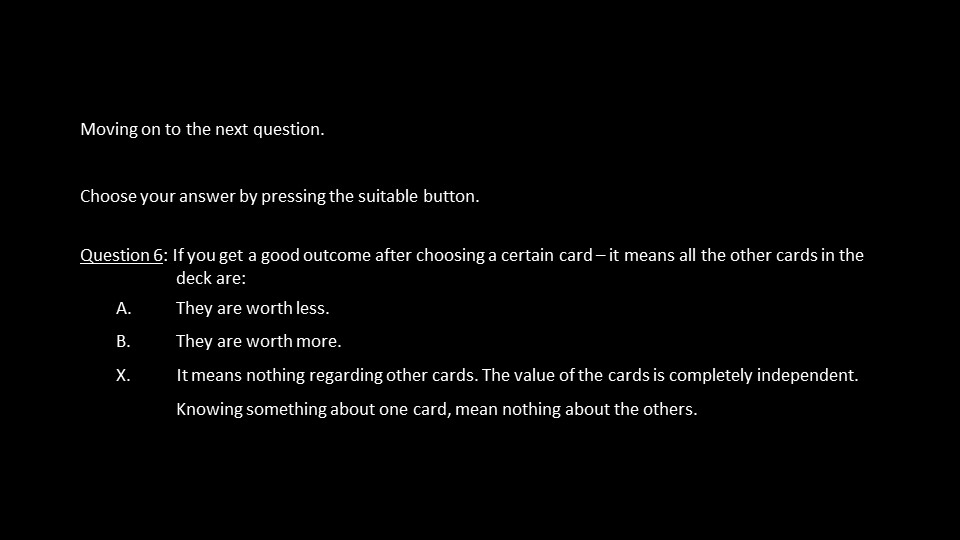 Moving on to the next question.
Choose your answer by pressing the suitable button.
Question 6: If you get a good outcome after choosing a certain card – it means all the other cards in the
deck are:
A. They are worth less.
B. They are worth more.
X. It means nothing regarding other cards. The value of the cards is completely independent.
Knowing something about one card, mean nothing about the others.